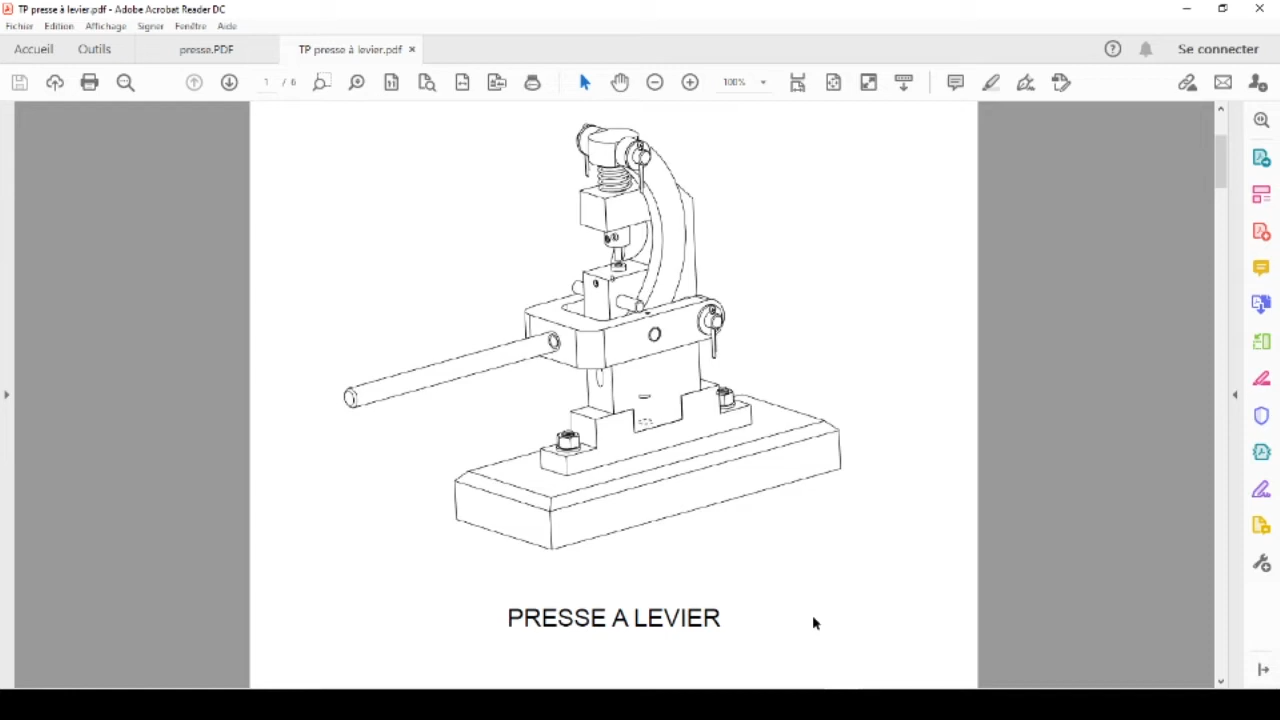 TP presse à levier.pdf - Adobe Acrobat Reader DC
Fichier Edition Affichage Signer Fenêtre Aide
Accueil Outils presse.PDF TP presse à levier.pdf × Se connecter
1 / 6 100%
PRESSE A LEVIER